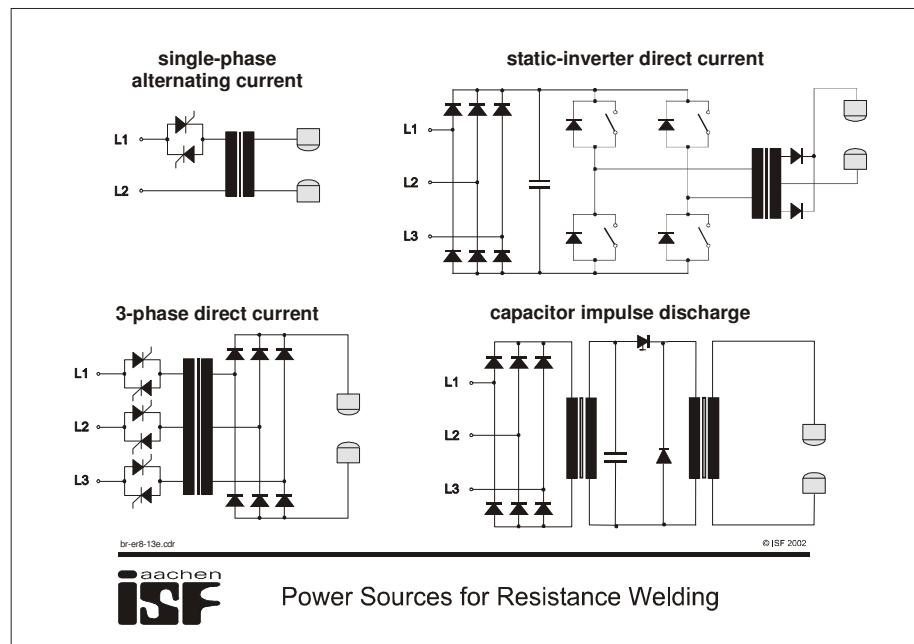 single-phase
alternating current
L1
L2
static-inverter direct current
L1
L2
L3
3-phase direct current
L1
L2
L3
capacitor impulse discharge
L1
L2
L3
br-er8-13e.cdr
© ISF 2002
aachen
ISF
Power Sources for Resistance Welding